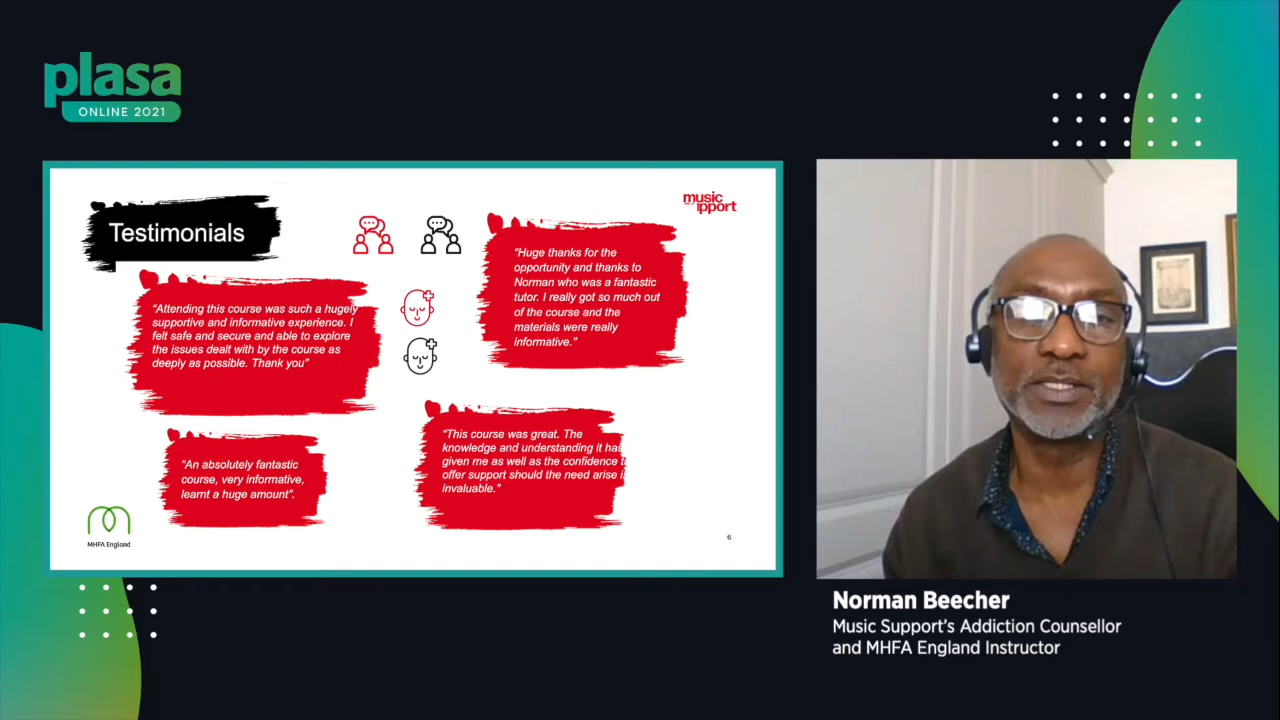 plasa
ONLINE 2021
Testimonials
music
upport
"Attending this course was such a hugely
supportive and informative experience. I
felt safe and secure and able to explore
the issues dealt with by the course as
deeply as possible. Thank you"
"Huge thanks for the
opportunity and thanks to
Norman who was a fantastic
tutor. I really got so much out
of the course and the
materials were really
informative."
"An absolutely fantastic
course, very informative,
learnt a huge amount".
"This course was great. The
knowledge and understanding it has
given me as well as the confidence to
offer support should the need arise is
invaluable."
MHFA England
6
Norman Beecher
Music Support's Addiction Counsellor
and MHFA England Instructor